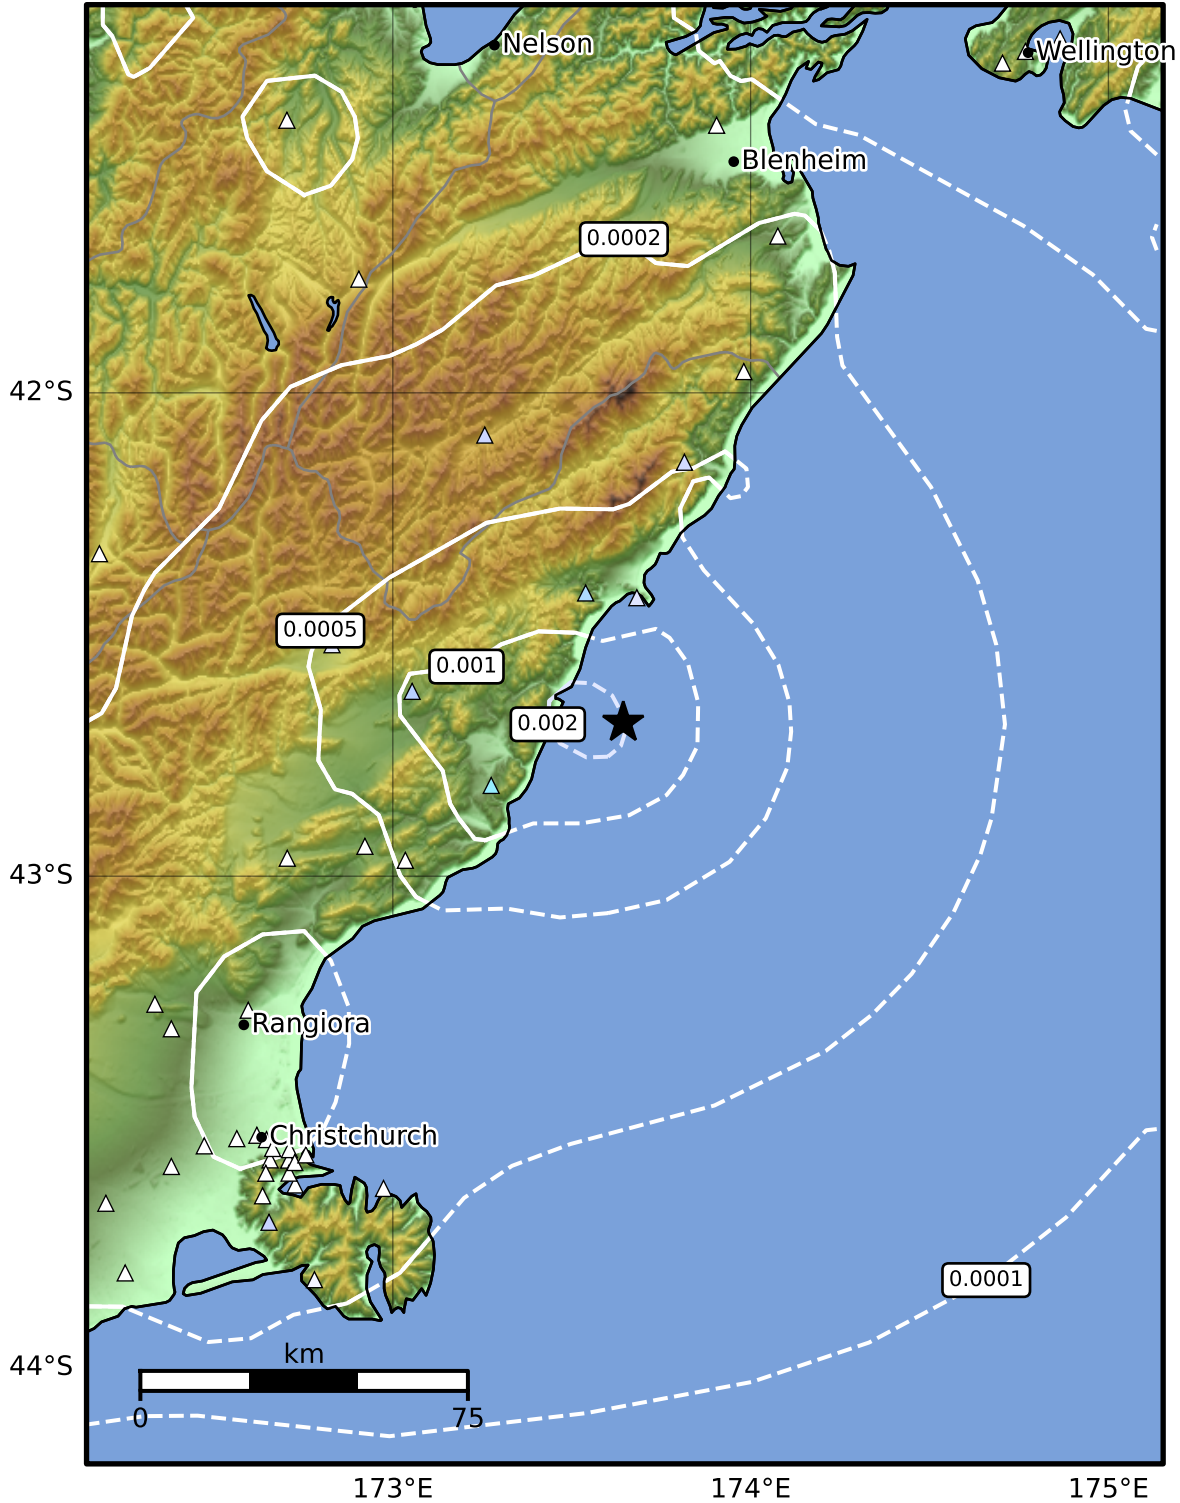 Nelson
Wellington
Blenheim
0.0002
42°S
0.0005
0.001
0.002
43°S
Rangiora
Christchurch
0.0001
44°S
km
0 75
173°E 174°E 175°E